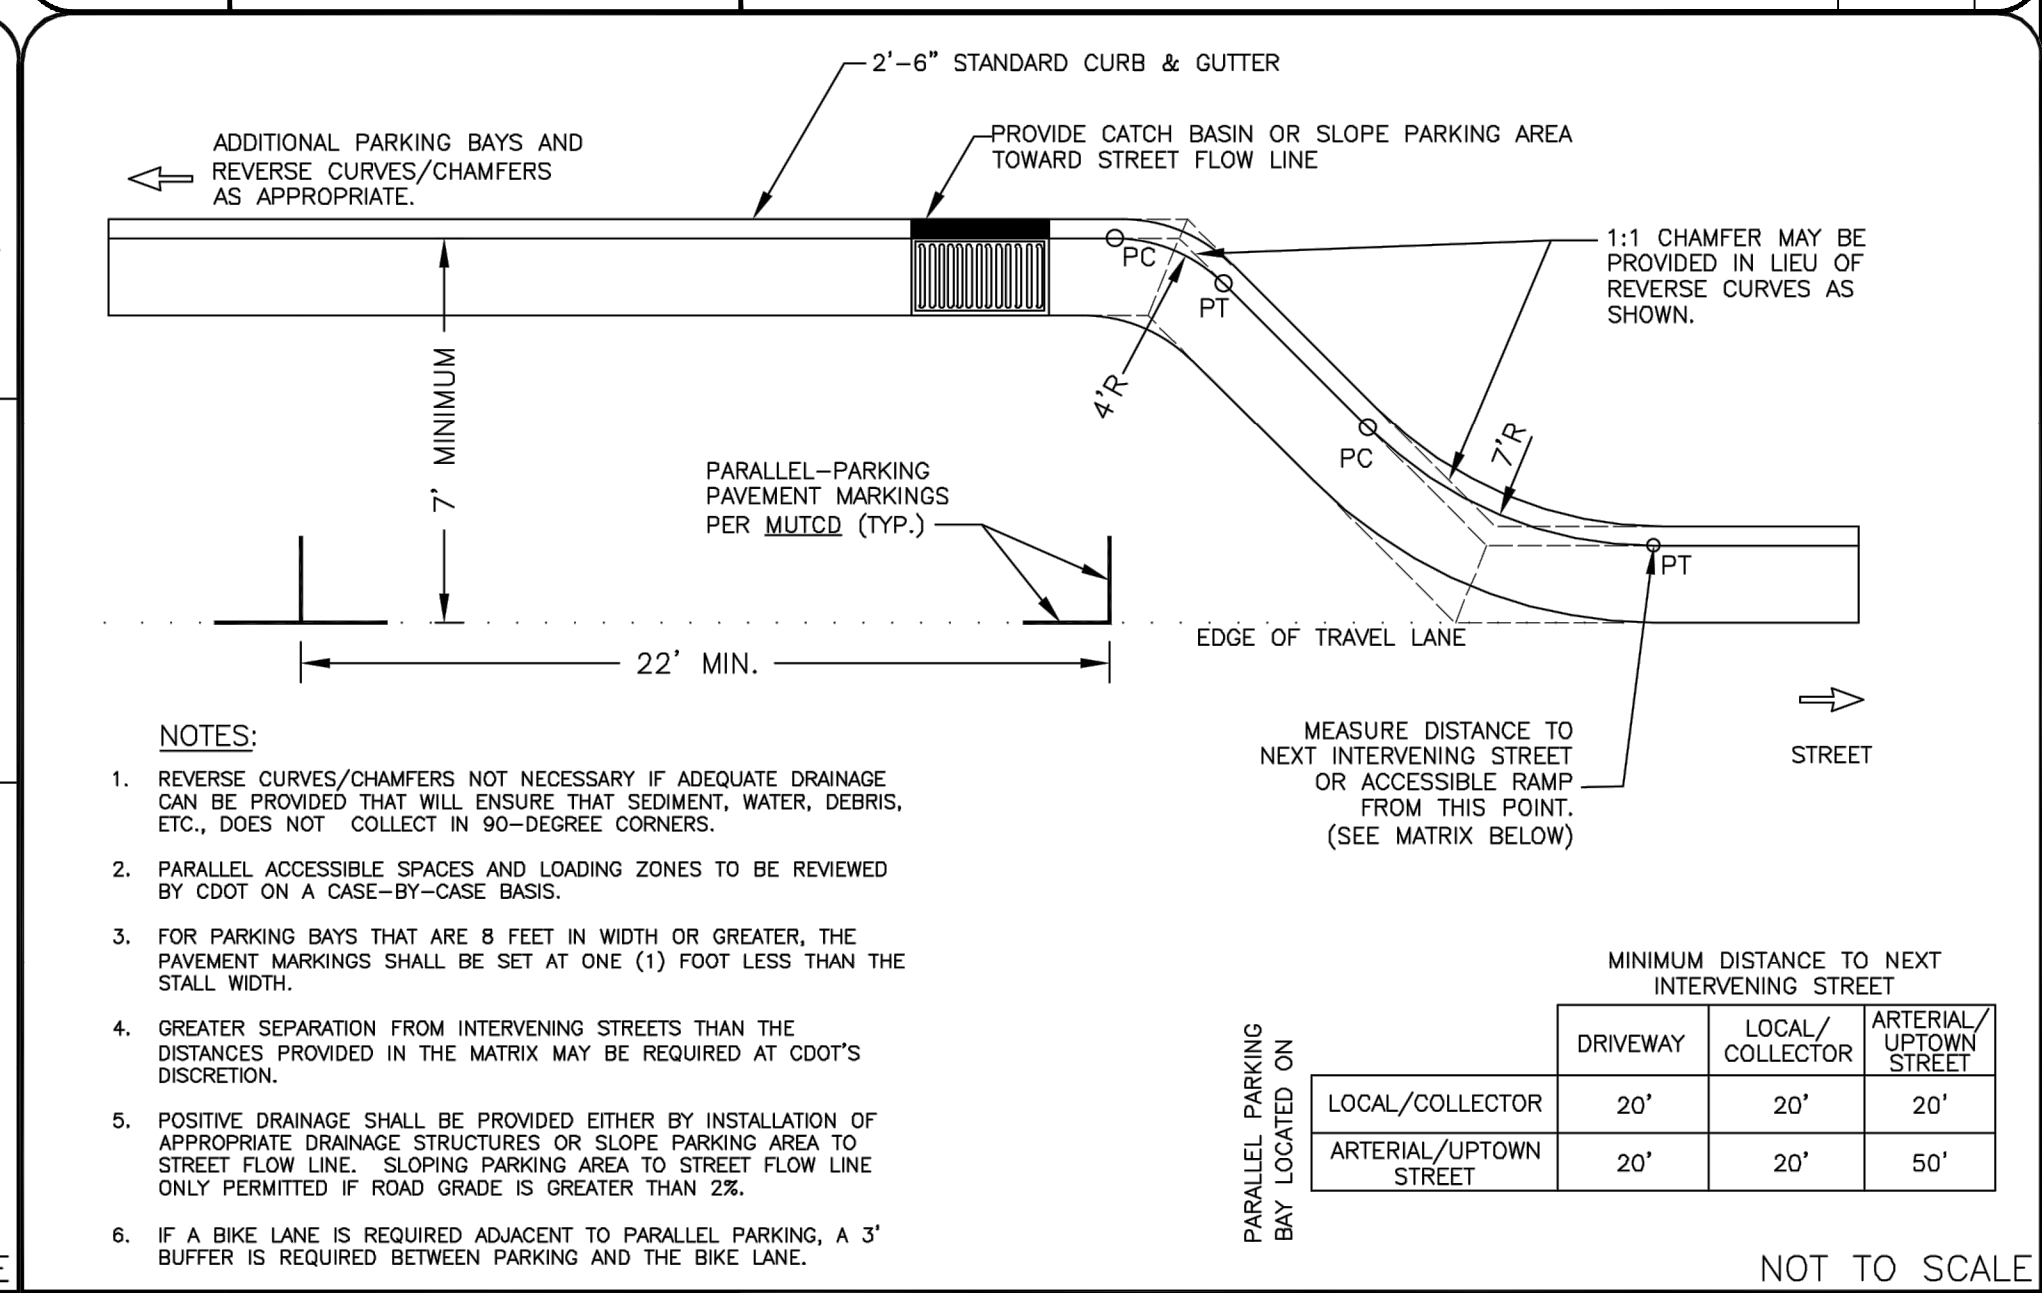 2'-6" STANDARD CURB & GUTTER
ADDITIONAL PARKING BAYS AND
REVERSE CURVES/CHAMFERS
AS APPROPRIATE.
PROVIDE CATCH BASIN OR SLOPE PARKING AREA
TOWARD STREET FLOW LINE
1:1 CHAMFER MAY BE
PROVIDED IN LIEU OF
REVERSE CURVES AS
SHOWN.
PC
PT
4'R
7' MINIMUM
PC
7'R
PARALLEL-PARKING
PAVEMENT MARKINGS
PER MUTCD (TYP.)
PT
EDGE OF TRAVEL LANE
22' MIN.
MEASURE DISTANCE TO
NEXT INTERVENING STREET
OR ACCESSIBLE RAMP
FROM THIS POINT.
(SEE MATRIX BELOW)
STREET
NOTES:
1. REVERSE CURVES/CHAMFERS NOT NECESSARY IF ADEQUATE DRAINAGE
CAN BE PROVIDED THAT WILL ENSURE THAT SEDIMENT, WATER, DEBRIS,
ETC., DOES NOT COLLECT IN 90-DEGREE CORNERS.
2. PARALLEL ACCESSIBLE SPACES AND LOADING ZONES TO BE REVIEWED
BY CDOT ON A CASE-BY-CASE BASIS.
3. FOR PARKING BAYS THAT ARE 8 FEET IN WIDTH OR GREATER, THE
PAVEMENT MARKINGS SHALL BE SET AT ONE (1) FOOT LESS THAN THE
STALL WIDTH.
4. GREATER SEPARATION FROM INTERVENING STREETS THAN THE
DISTANCES PROVIDED IN THE MATRIX MAY BE REQUIRED AT CDOT'S
DISCRETION.
5. POSITIVE DRAINAGE SHALL BE PROVIDED EITHER BY INSTALLATION OF
APPROPRIATE DRAINAGE STRUCTURES OR SLOPE PARKING AREA TO
STREET FLOW LINE. SLOPING PARKING AREA TO STREET FLOW LINE
ONLY PERMITTED IF ROAD GRADE IS GREATER THAN 2%.
6. IF A BIKE LANE IS REQUIRED ADJACENT TO PARALLEL PARKING, A 3'
BUFFER IS REQUIRED BETWEEN PARKING AND THE BIKE LANE.
MINIMUM DISTANCE TO NEXT
INTERVENING STREET
PARALLEL PARKING
BAY LOCATED ON
DRIVEWAY
LOCAL/
COLLECTOR
ARTERIAL/
UPTOWN
STREET
LOCAL/COLLECTOR 20' 20' 20'
ARTERIAL/UPTOWN
STREET
20' 20' 50'
NOT TO SCALE
E